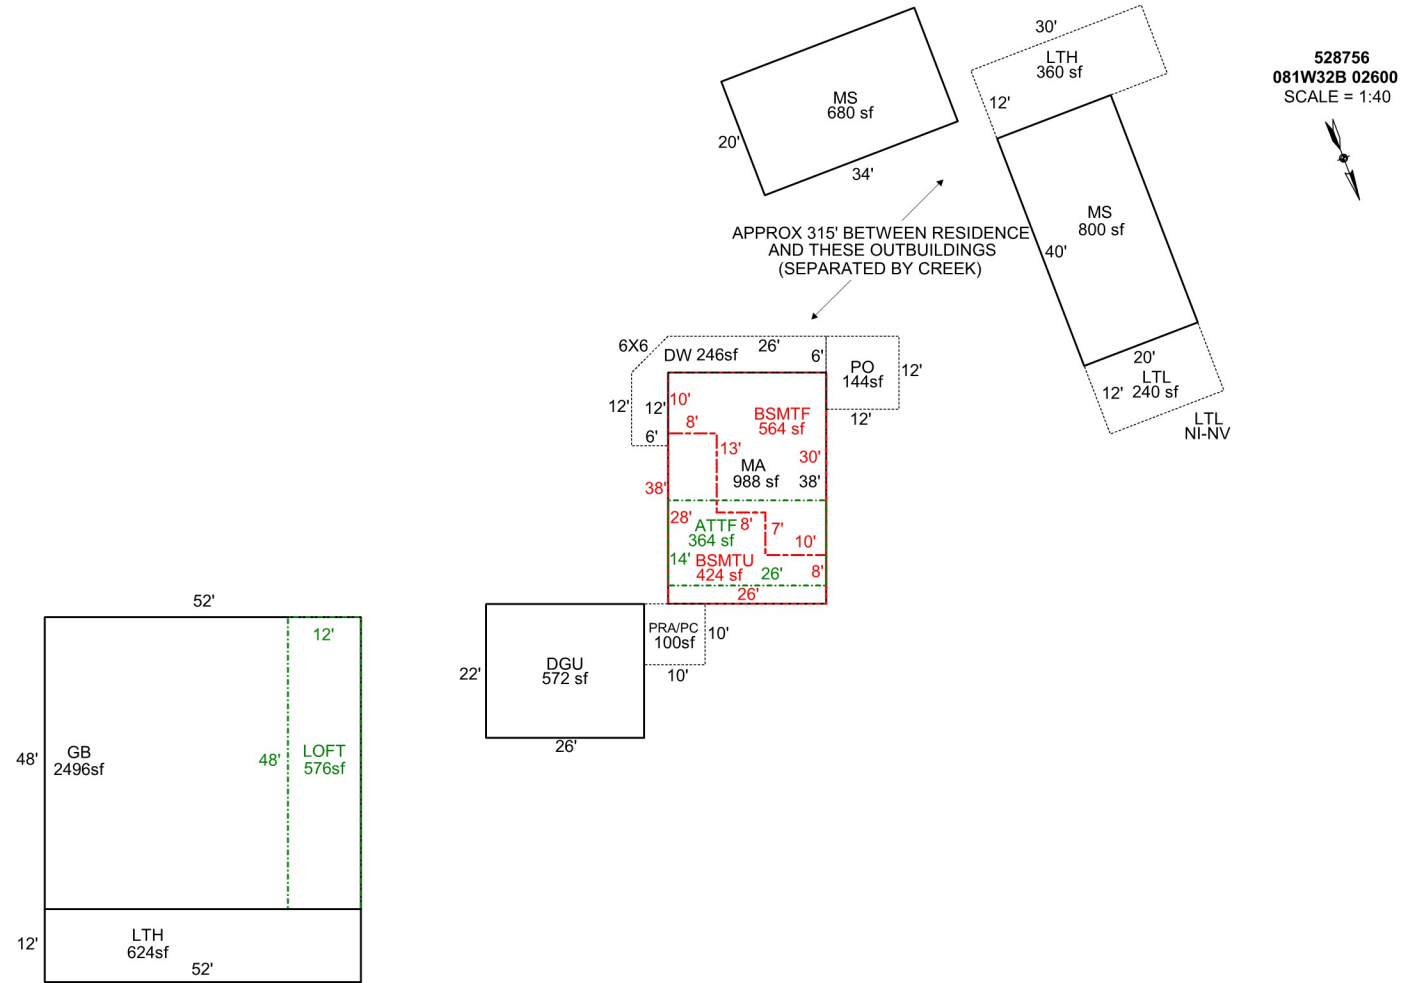 30'
LTH
360 sf
12'
528756
081W32B 02600
SCALE = 1:40
MS
680 sf
20'
34'
MS
800 sf
40'
APPROX 315' BETWEEN RESIDENCE
AND THESE OUTBUILDINGS
(SEPARATED BY CREEK)
20'
LTL
240 sf
12'
LTL
NI-NV
6X6
DW 246sf
26'
6'
PO
144sf
12'
12'
12'
12'
10'
8'
6'
BSMTF
564 sf
13'
MA
988 sf
30'
38'
38'
28'
ATTF
364 sf
8'
7'
14'
BSMTU
424 sf
10'
26'
8'
26'
PRA/PC
100sf
10'
10'
DGU
572 sf
22'
26'
52'
12'
GB
2496sf
48'
48'
LOFT
576sf
LTH
624sf
12'
52'